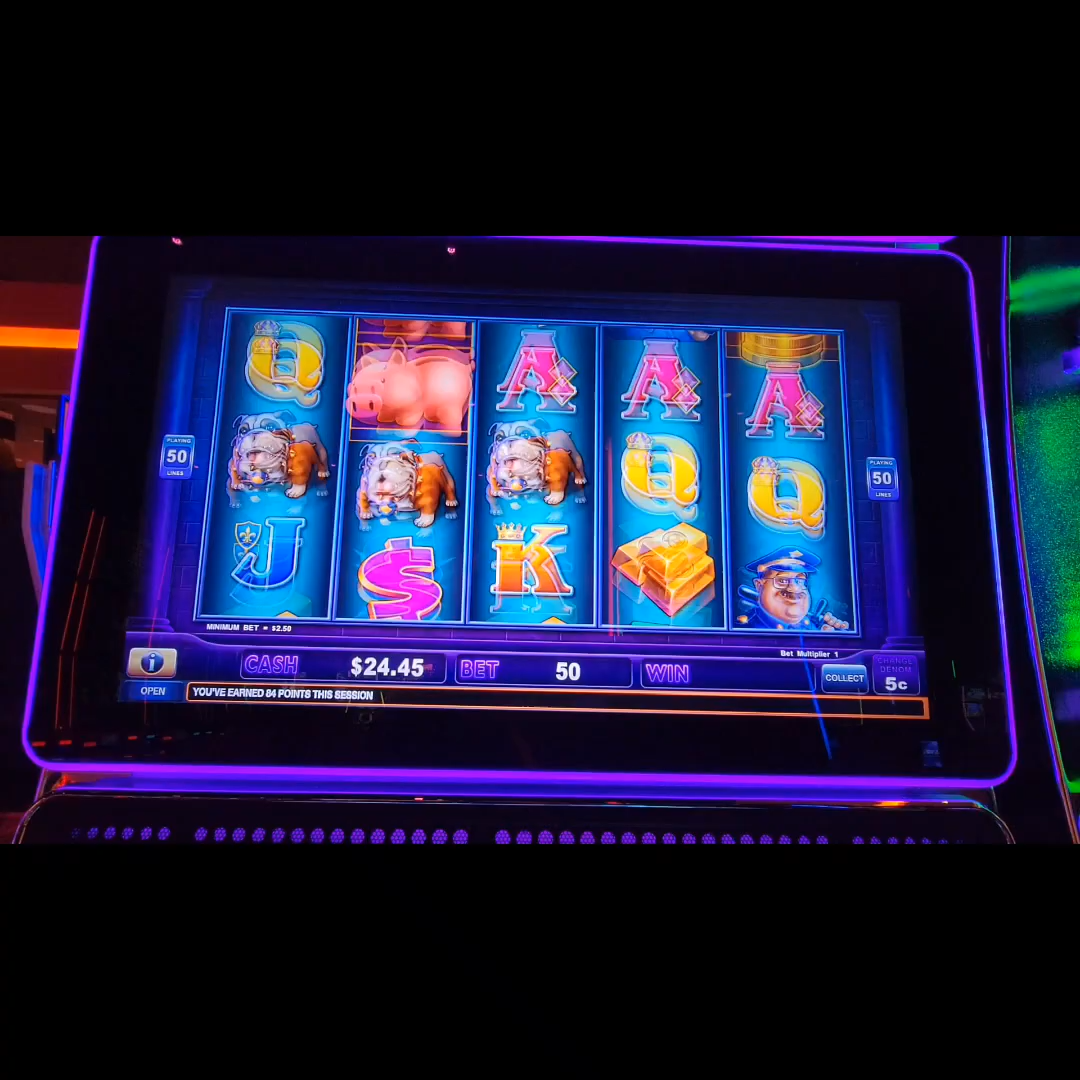 Q A A A
Q Q
J $ K
PLAYING
50
LINES
PLAYING
50
LINES
MINIMUM BET = $2.50
Bet Multiplier 1
CASH $24.45 BET 50 WIN
COLLECT
CHANGE
DENOM
5¢
i
OPEN
YOU'VE EARNED 84 POINTS THIS SESSION